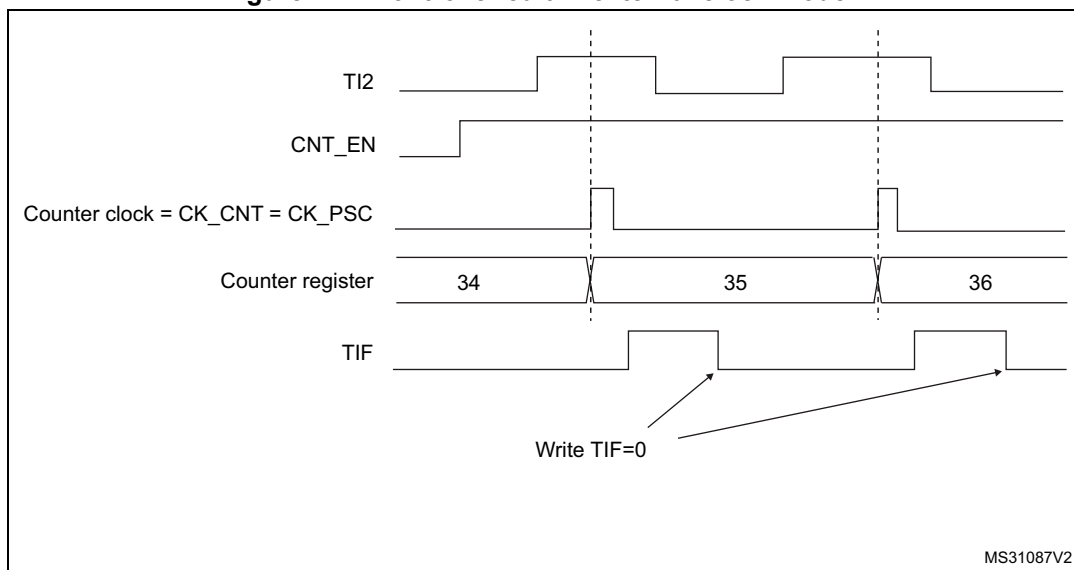 TI2
CNT_EN
Counter clock = CK_CNT = CK_PSC
Counter register 34 35 36
TIF
Write TIF=0
MS31087V2